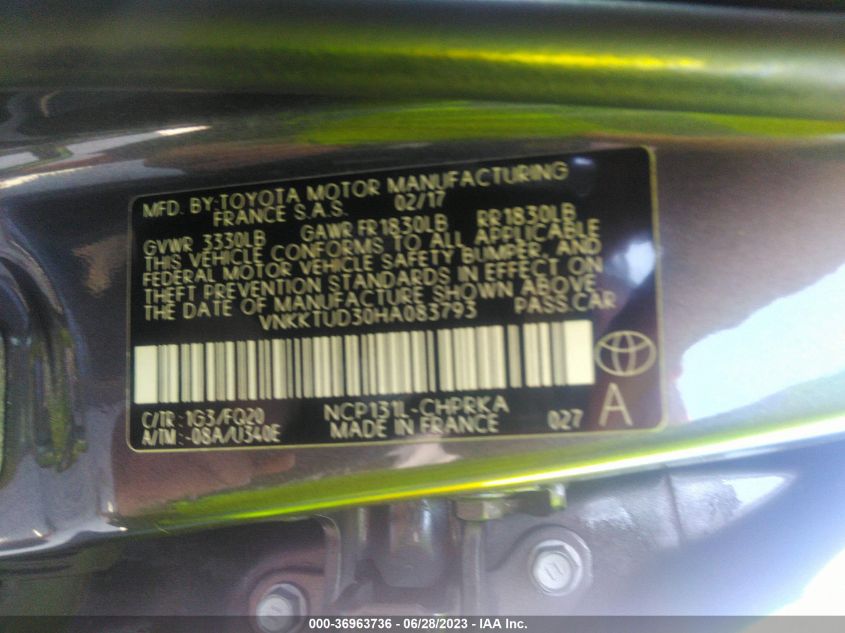 MFD. BY:TOYOTA MOTOR MANUFACTURING
FRANCE S.A.S. 02/17
GVWR 3330LB GAWR FR1830LB RR1830LB
THIS VEHICLE CONFORMS TO ALL APPLICABLE
FEDERAL MOTOR VEHICLE SAFETY BUMPER, AND
THEFT PREVENTION STANDARDS IN EFFECT ON
THE DATE OF MANUFACTURE SHOWN ABOVE.
VNKKTUD30HA083793 PASS.CAR
C/TR : 1G3/FQ20 NCP131L-CHPRKA
A/TM : -08A/U340E MADE IN FRANCE 027 A
000-36963736 - 06/28/2023 - IAA Inc.